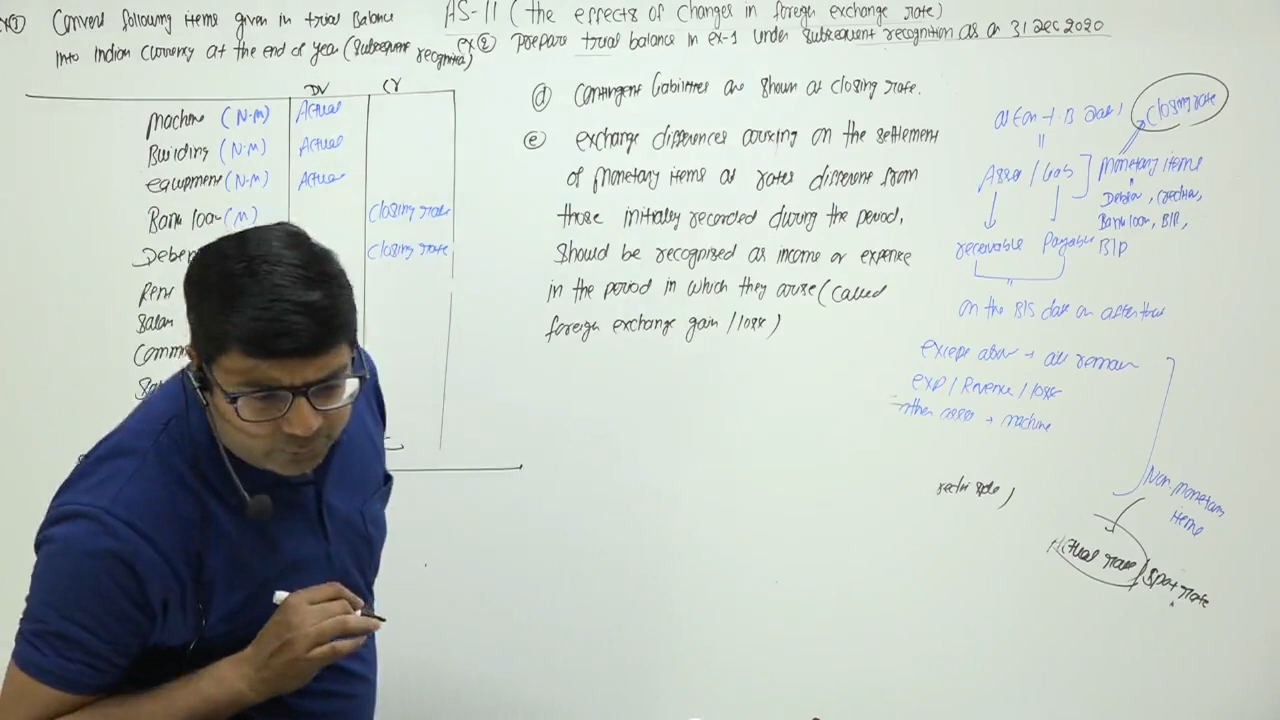 AS-11 (the effects of changes in foreign exchange rate)
Convert following items given in trial Balance
into Indian currency at the end of year (subsequent
ex② prepare trial balance in ex-1 under subsequent recognition as on 31 Dec 2020
Dr Cr
Machine (N-M) Actual
Building (N-M) Actual
equipment (N-M) Actual
Bank loan (M) closing rate
closing rate
Ⓓ Contingent liabilities are shown at closing rate.
ⓔ exchange differences arising on the settlement
of monetary items at rates different from
those initially recorded during the period,
should be recognised as income or expense
in the period in which they arise (called
foreign exchange gain / loss)
closing rate
Asset / Liab ] monetary items
Debtor, creditor,
Bank loan, B/R,
receivable payable B/P
on the B/S date or after that
except above → all remain
exp / Revenue / loss
other asset → machine
Non monetary
items
Actual rate / spot rate